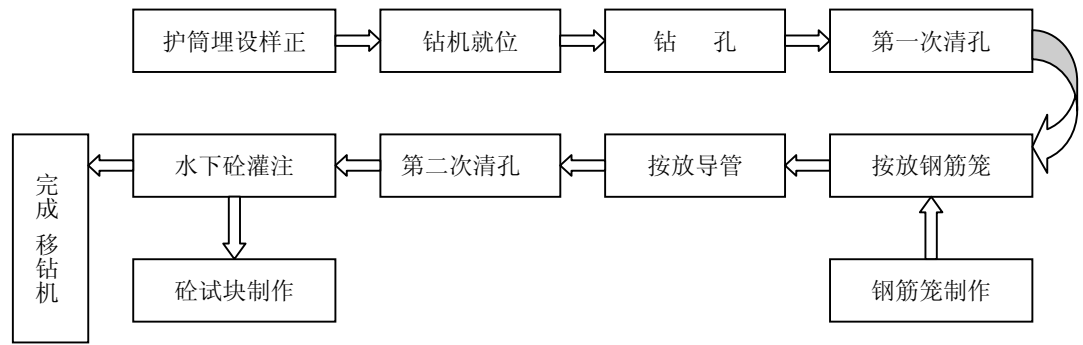 护筒埋设样正
钻机就位
钻 孔
第一次清孔
按放钢筋笼
按放导管
第二次清孔
水下砼灌注
完成 移钻机
砼试块制作
钢筋笼制作